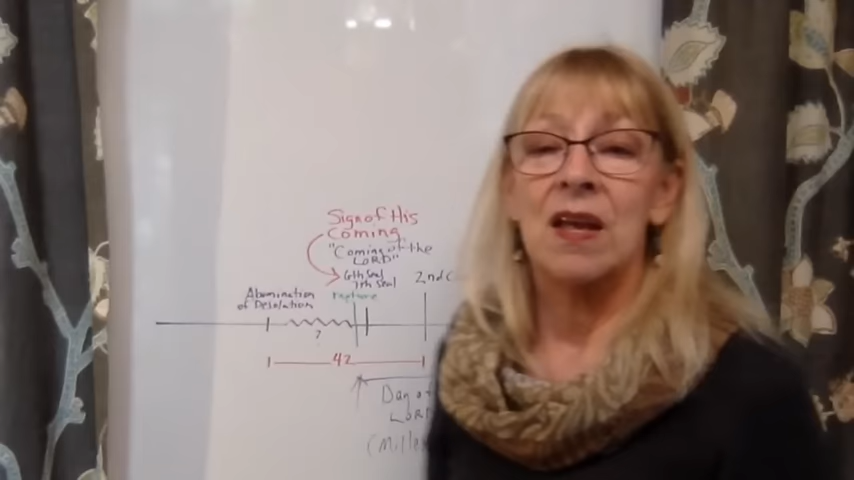 Sign of His
Coming
"Coming of the
LORD"
6th Seal
7th Seal
2nd
Abomination
of Desolation
rapture
?
42
Day
LORD